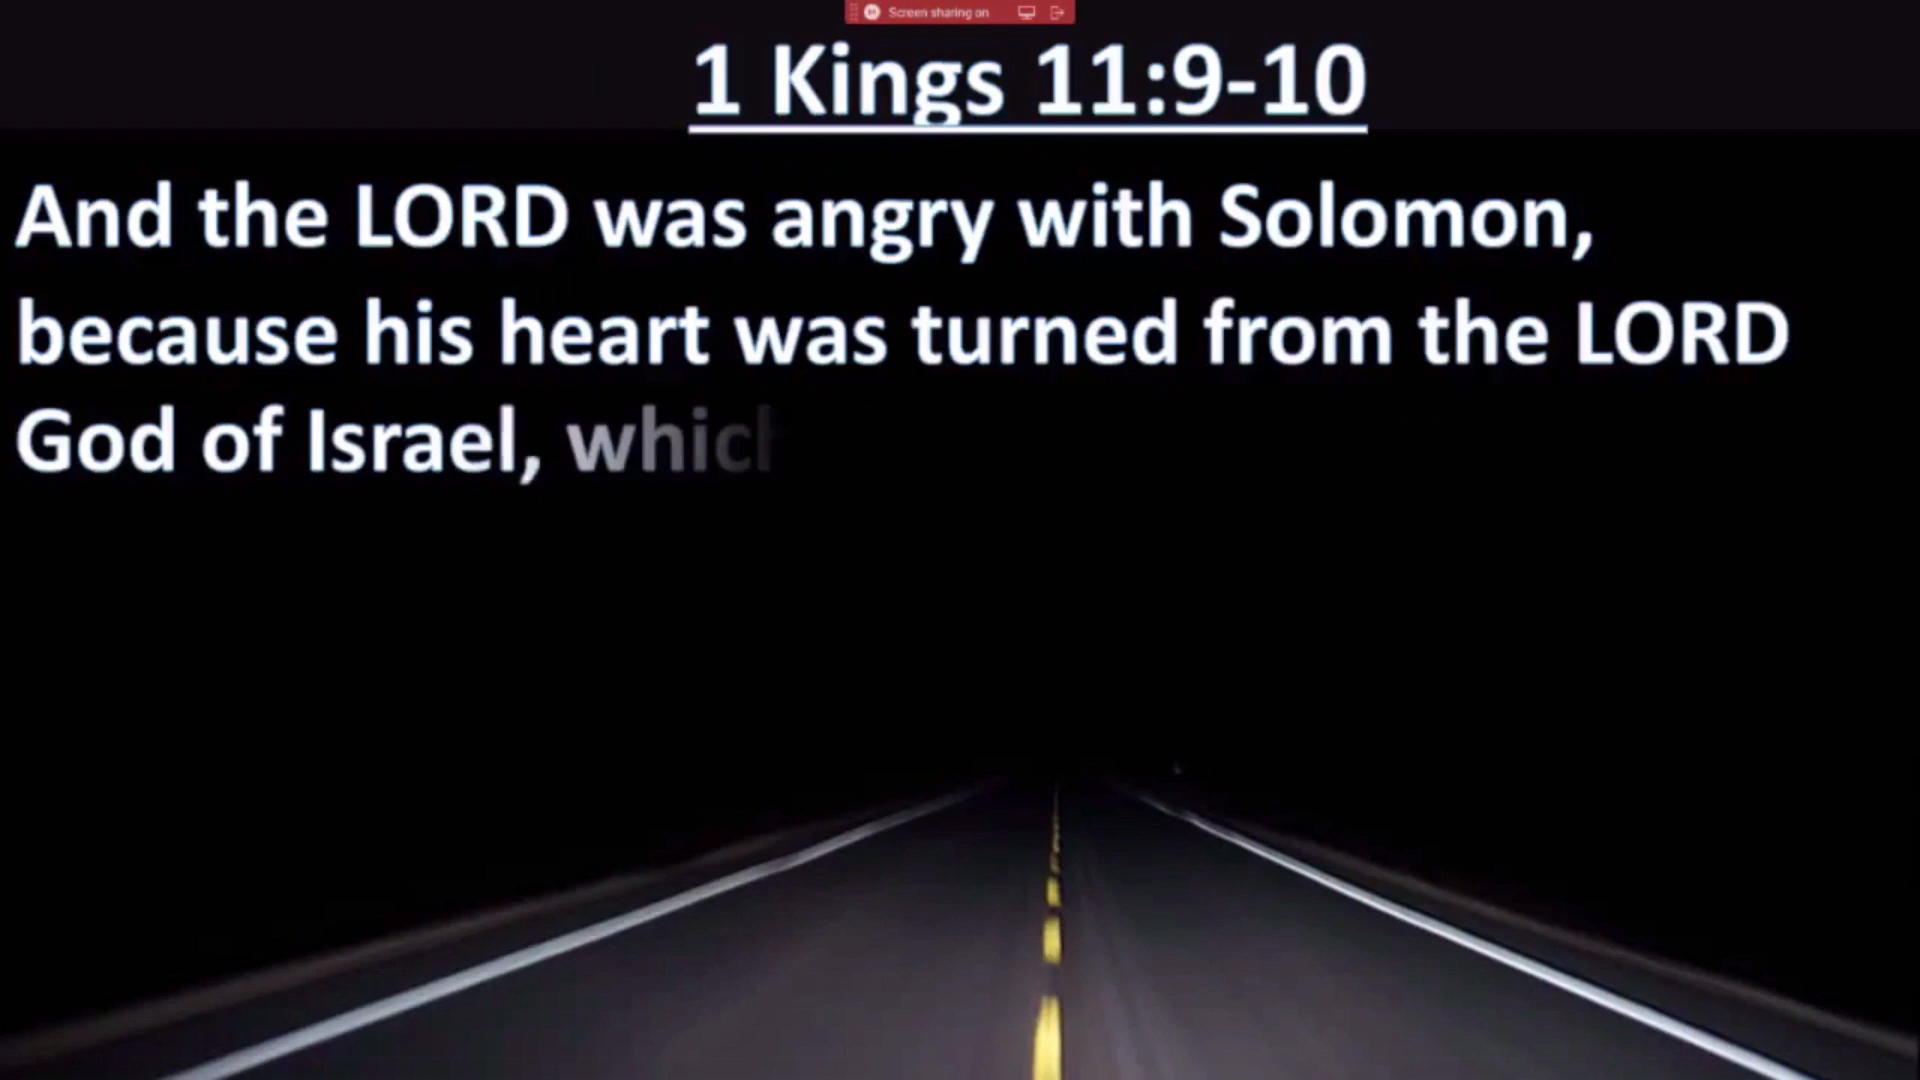 Screen sharing on
1 Kings 11:9-10
And the LORD was angry with Solomon,
because his heart was turned from the LORD
God of Israel, which